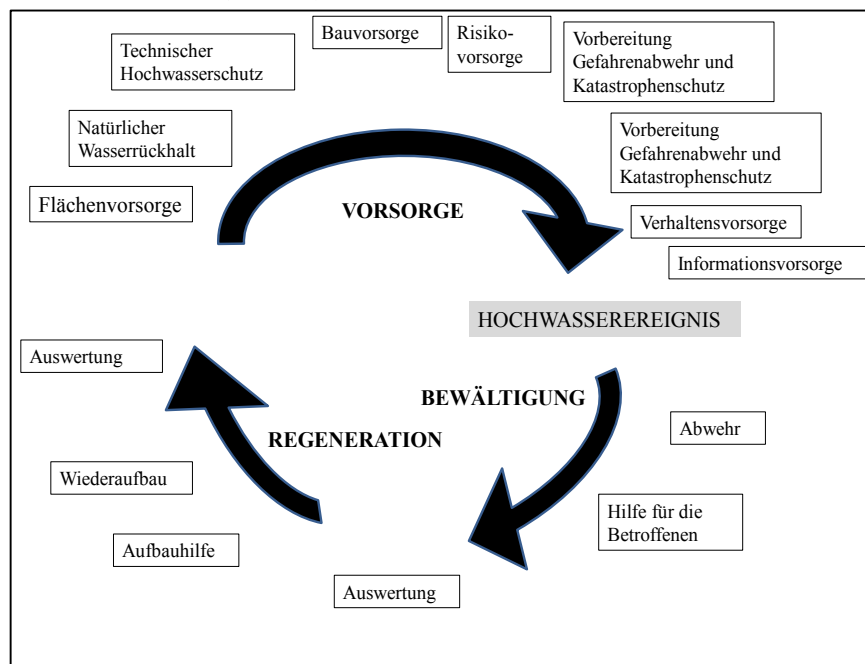 Bauvorsorge
Risiko-
vorsorge
Vorbereitung
Gefahrenabwehr und
Katastrophenschutz
Technischer
Hochwasserschutz
Natürlicher
Wasserrückhalt
Vorbereitung
Gefahrenabwehr und
Katastrophenschutz
Flächenvorsorge
VORSORGE
Verhaltensvorsorge
Informationsvorsorge
HOCHWASSEREREIGNIS
Auswertung
BEWÄLTIGUNG
REGENERATION
Abwehr
Wiederaufbau
Hilfe für die
Betroffenen
Aufbauhilfe
Auswertung